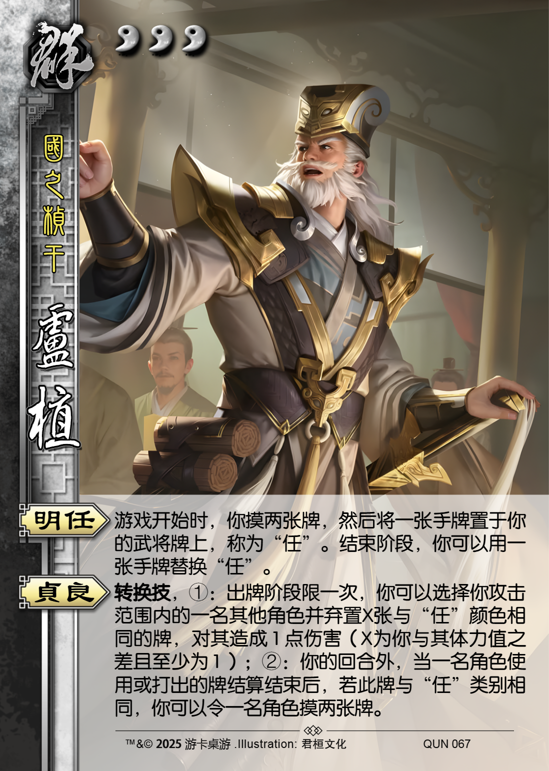 群
國之楨干
盧植
明任
游戏开始时，你摸两张牌，然后将一张手牌置于你
的武将牌上，称为“任”。结束阶段，你可以用一
张手牌替换“任”。
贞良
转换技，①：出牌阶段限一次，你可以选择你攻击
范围内的一名其他角色并弃置X张与“任”颜色相
同的牌，对其造成1点伤害（X为你与其体力值之
差且至少为1）；②：你的回合外，当一名角色使
用或打出的牌结算结束后，若此牌与“任”类别相
同，你可以令一名角色摸两张牌。
™&© 2025 游卡桌游 .Illustration: 君桓文化 QUN 067